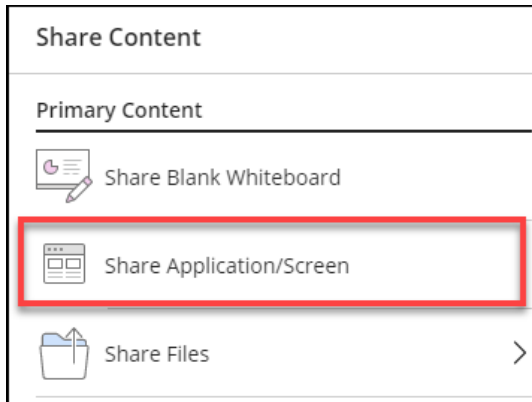 Share Content
Primary Content
Share Blank Whiteboard
Share Application/Screen
Share Files